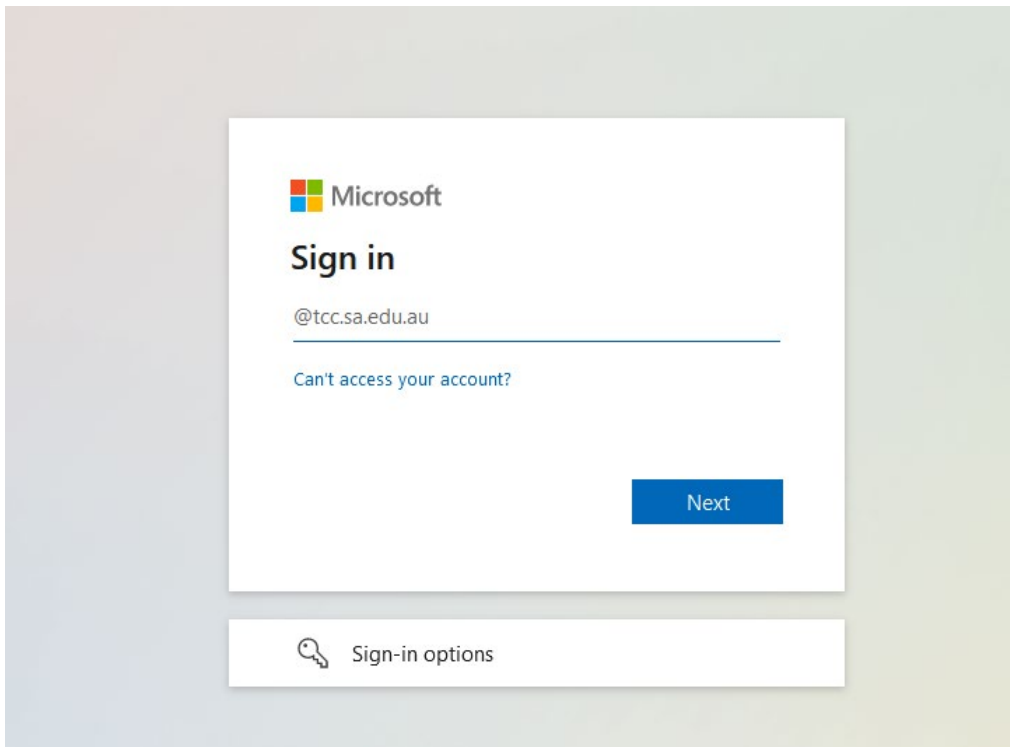 Microsoft
Sign in
@tcc.sa.edu.au
Can't access your account?
Next
Sign-in options